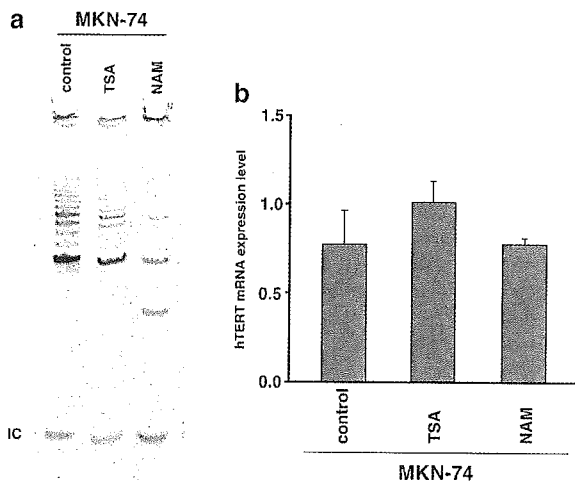 a
MKN-74
control
TSA
NAM
IC
b
hTERT mRNA expression level
1.5
1.0
0.5
0.0
control
TSA
NAM
MKN-74